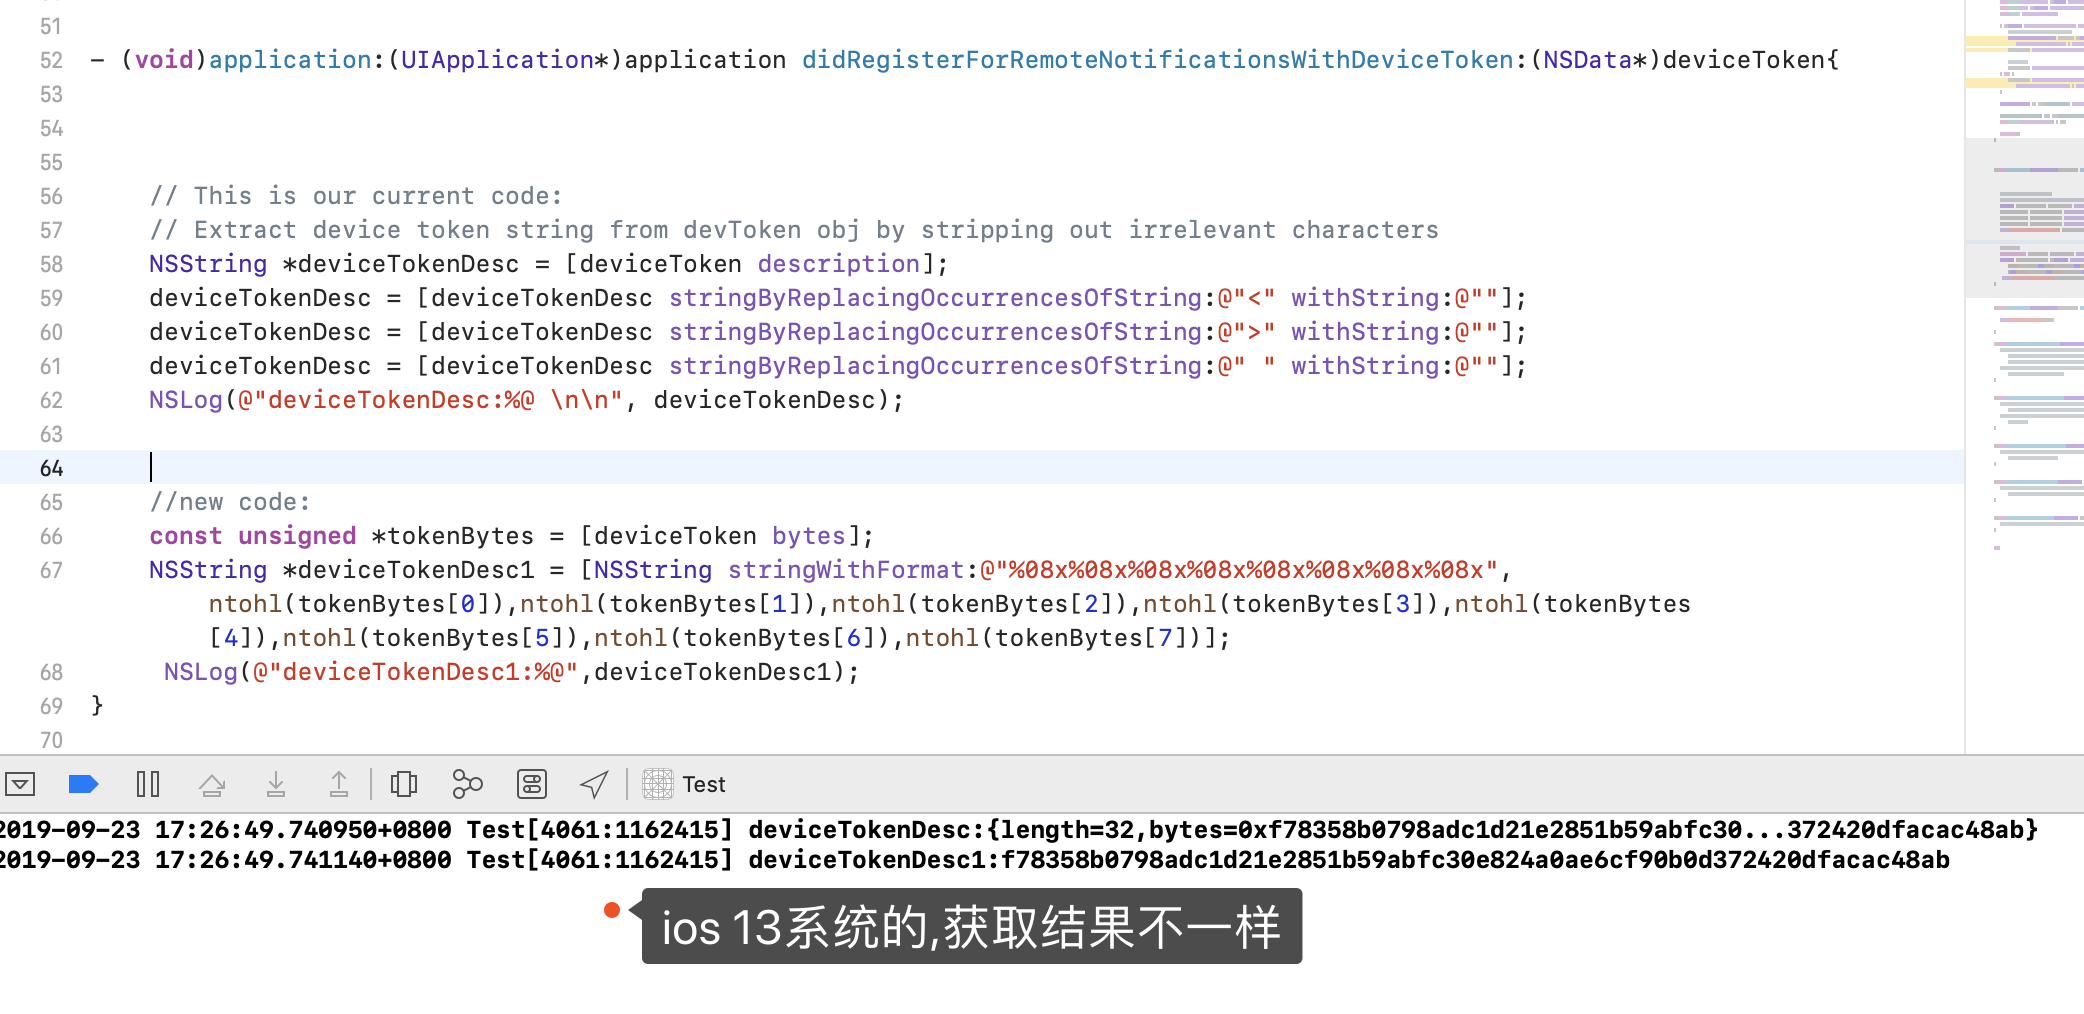 51
52 - (void)application:(UIApplication*)application didRegisterForRemoteNotificationsWithDeviceToken:(NSData*)deviceToken{
53
54
55
56 // This is our current code:
57 // Extract device token string from devToken obj by stripping out irrelevant characters
58 NSString *deviceTokenDesc = [deviceToken description];
59 deviceTokenDesc = [deviceTokenDesc stringByReplacingOccurrencesOfString:@"<" withString:@""];
60 deviceTokenDesc = [deviceTokenDesc stringByReplacingOccurrencesOfString:@">" withString:@""];
61 deviceTokenDesc = [deviceTokenDesc stringByReplacingOccurrencesOfString:@" " withString:@""];
62 NSLog(@"deviceTokenDesc:%@ \n\n", deviceTokenDesc);
63
64
65 //new code:
66 const unsigned *tokenBytes = [deviceToken bytes];
67 NSString *deviceTokenDesc1 = [NSString stringWithFormat:@"%08x%08x%08x%08x%08x%08x%08x%08x",
ntohl(tokenBytes[0]),ntohl(tokenBytes[1]),ntohl(tokenBytes[2]),ntohl(tokenBytes[3]),ntohl(tokenBytes
[4]),ntohl(tokenBytes[5]),ntohl(tokenBytes[6]),ntohl(tokenBytes[7])];
68 NSLog(@"deviceTokenDesc1:%@",deviceTokenDesc1);
69 }
70
Test
2019-09-23 17:26:49.740950+0800 Test[4061:1162415] deviceTokenDesc:{length=32,bytes=0xf78358b0798adc1d21e2851b59abfc30...372420dfacac48ab}
2019-09-23 17:26:49.741140+0800 Test[4061:1162415] deviceTokenDesc1:f78358b0798adc1d21e2851b59abfc30e824a0ae6cf90b0d372420dfacac48ab
ios 13系统的,获取结果不一样